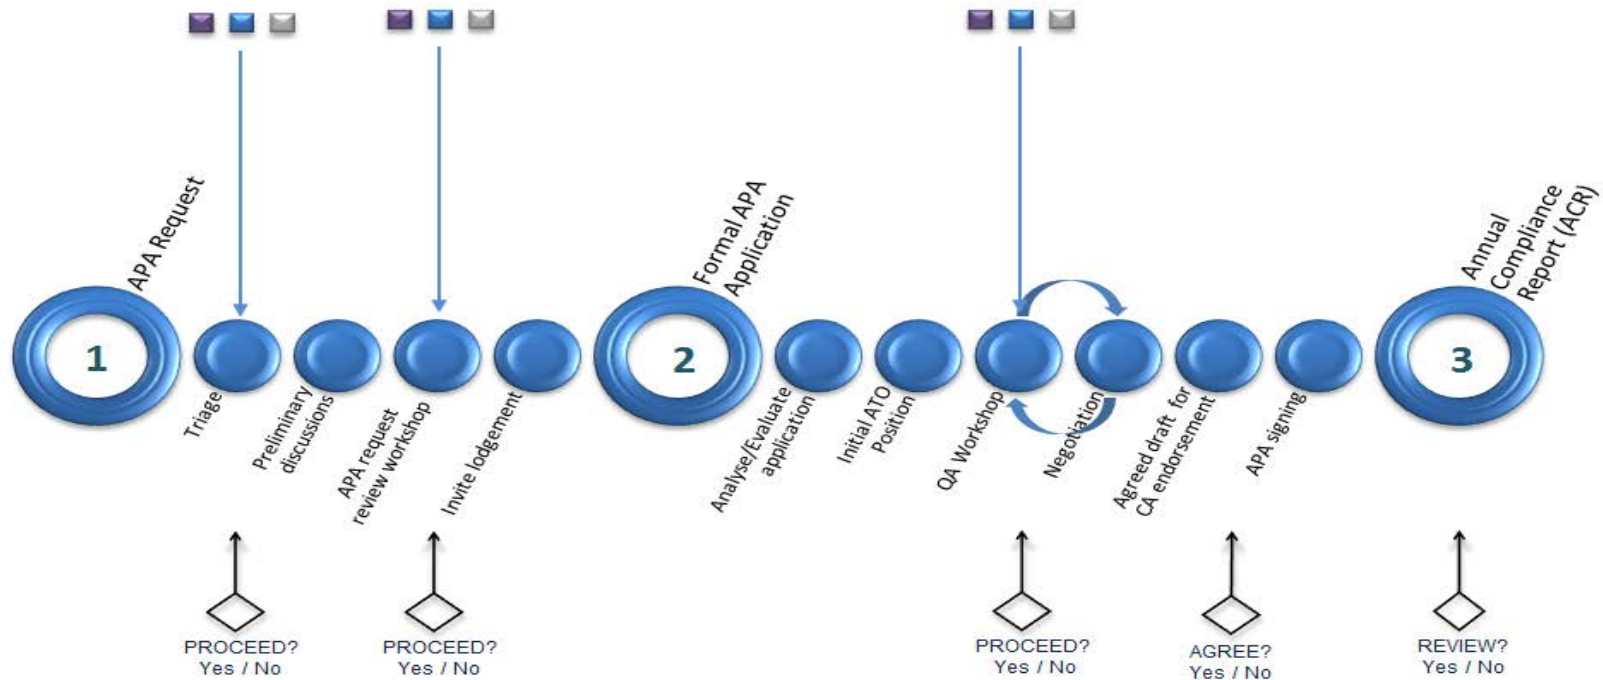 APA Request
Formal APA
Application
Annual
Compliance
Report (ACR)
1
2
3
Triage
Preliminary
discussions
APA request
review workshop
Invite lodgement
Analyse/Evaluate
application
Initial ATO
Position
QA Workshop
Negotiation
Agreed draft for
CA endorsement
APA signing
PROCEED?
Yes / No
PROCEED?
Yes / No
PROCEED?
Yes / No
AGREE?
Yes / No
REVIEW?
Yes / No